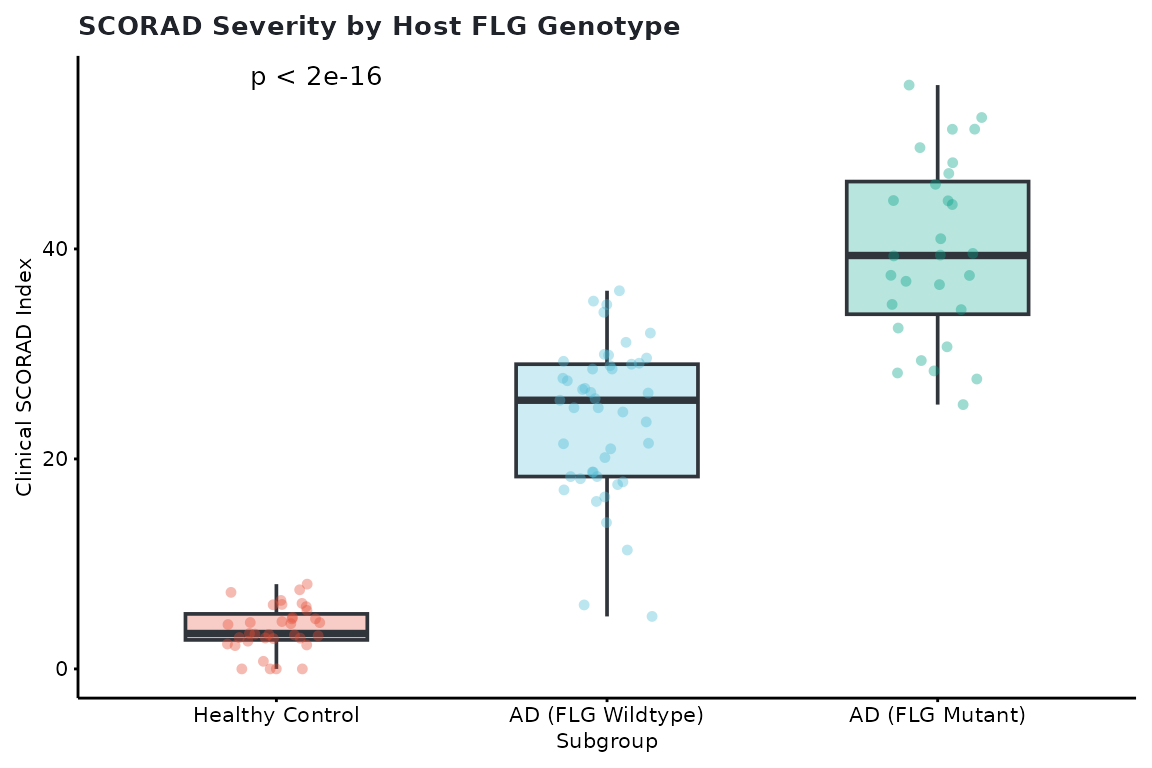 SCORAD Severity by Host FLG Genotype
p < 2e-16
Clinical SCORAD Index
40
20
0
Healthy Control
AD (FLG Wildtype)
AD (FLG Mutant)
Subgroup